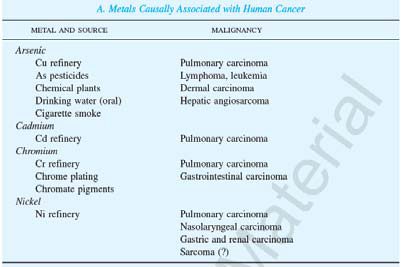 A. Metals Causally Associated with Human Cancer
METAL AND SOURCE MALIGNANCY
Arsenic
Cu refinery Pulmonary carcinoma
As pesticides Lymphoma, leukemia
Chemical plants Dermal carcinoma
Drinking water (oral) Hepatic angiosarcoma
Cigarette smoke
Cadmium
Cd refinery Pulmonary carcinoma
Chromium
Cr refinery Pulmonary carcinoma
Chrome plating Gastrointestinal carcinoma
Chromate pigments
Nickel
Ni refinery Pulmonary carcinoma
Nasolaryngeal carcinoma
Gastric and renal carcinoma
Sarcoma (?)
Material